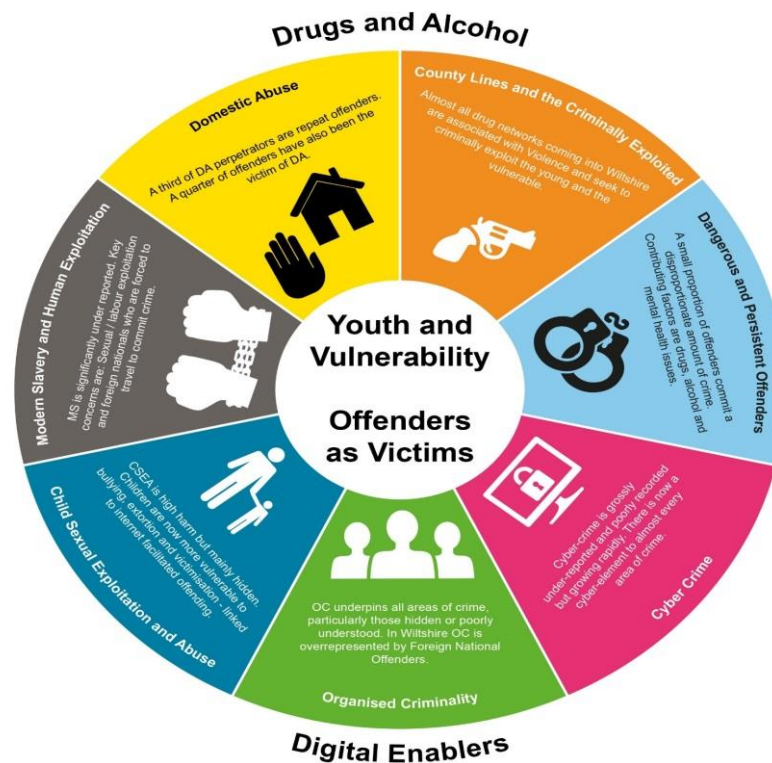 Drugs and Alcohol
Domestic Abuse
A third of DA perpetrators are repeat offenders.
A quarter of offenders have also been the
victim of DA.
County Lines and the Criminally Exploited
Almost all drug networks coming into Wiltshire
are associated with Violence and seek to
criminally exploit the young and the
vulnerable.
Dangerous and Persistent Offenders
A small proportion of offenders commit a
disproportionate amount of crime.
Contributing factors are drugs, alcohol and
mental health issues.
Cyber-crime is grossly
under-reported and poorly recorded
but growing rapidly. There is now a
cyber-element to almost every
area of crime.
Cyber Crime
OC underpins all areas of crime,
particularly those hidden or poorly
understood. In Wiltshire OC is
overrepresented by Foreign National
Offenders.
Organised Criminality
CSEA is high harm but mainly hidden.
Children are now more vulnerable to
bullying, extortion and victimisation - linked
to internet facilitated offending.
Child Sexual Exploitation and Abuse
Modern Slavery and Human Exploitation
MS is significantly under reported. Key
concerns are: Sexual / labour exploitation
and foreign nationals who are forced to
travel to commit crime.
Youth and
Vulnerability
Offenders
as Victims
Digital Enablers